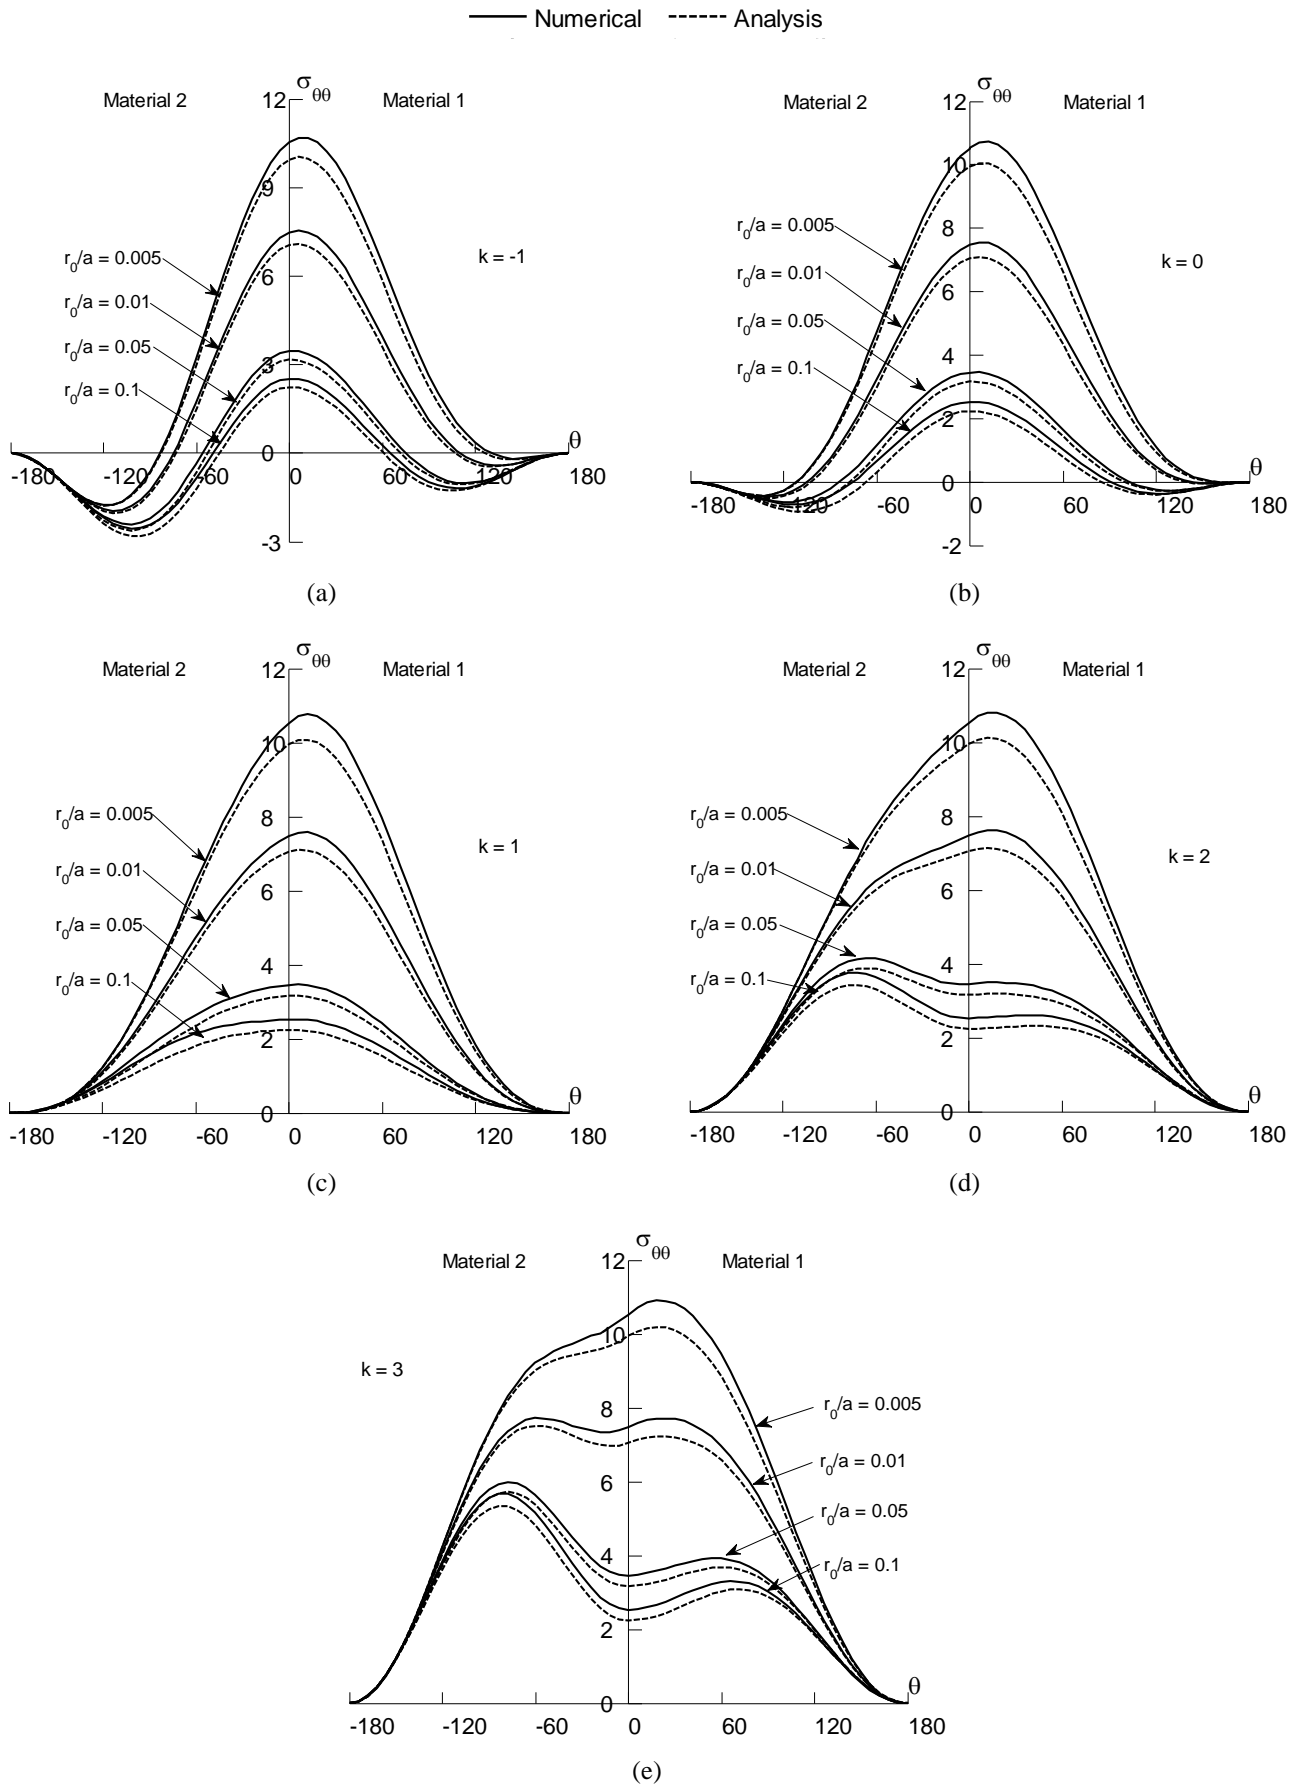 Numerical Analysis
σθθ
Material 2 Material 1
12
9
6
3
0
-3
k = -1
r0/a = 0.005
r0/a = 0.01
r0/a = 0.05
r0/a = 0.1
θ
-180 -120 -60 0 60 120 180
(a)
σθθ
Material 2 Material 1
12
10
8
6
4
2
0
-2
k = 0
r0/a = 0.005
r0/a = 0.01
r0/a = 0.05
r0/a = 0.1
θ
-180 -120 -60 0 60 120 180
(b)
σθθ
Material 2 Material 1
12
10
8
6
4
2
0
k = 1
r0/a = 0.005
r0/a = 0.01
r0/a = 0.05
r0/a = 0.1
θ
-180 -120 -60 0 60 120 180
(c)
σθθ
Material 2 Material 1
12
10
8
6
4
2
0
k = 2
r0/a = 0.005
r0/a = 0.01
r0/a = 0.05
r0/a = 0.1
θ
-180 -120 -60 0 60 120 180
(d)
σθθ
Material 2 Material 1
12
10
8
6
4
2
0
k = 3
r0/a = 0.005
r0/a = 0.01
r0/a = 0.05
r0/a = 0.1
θ
-180 -120 -60 0 60 120 180
(e)